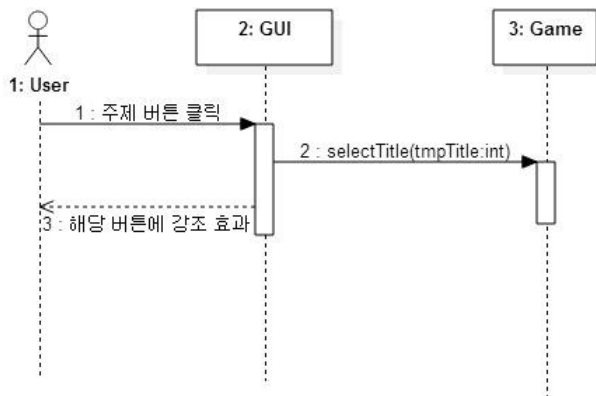 2: GUI
3: Game
1: User
1 : 주제 버튼 클릭
2 : selectTitle(tmpTitle:int)
3 : 해당 버튼에 강조 효과